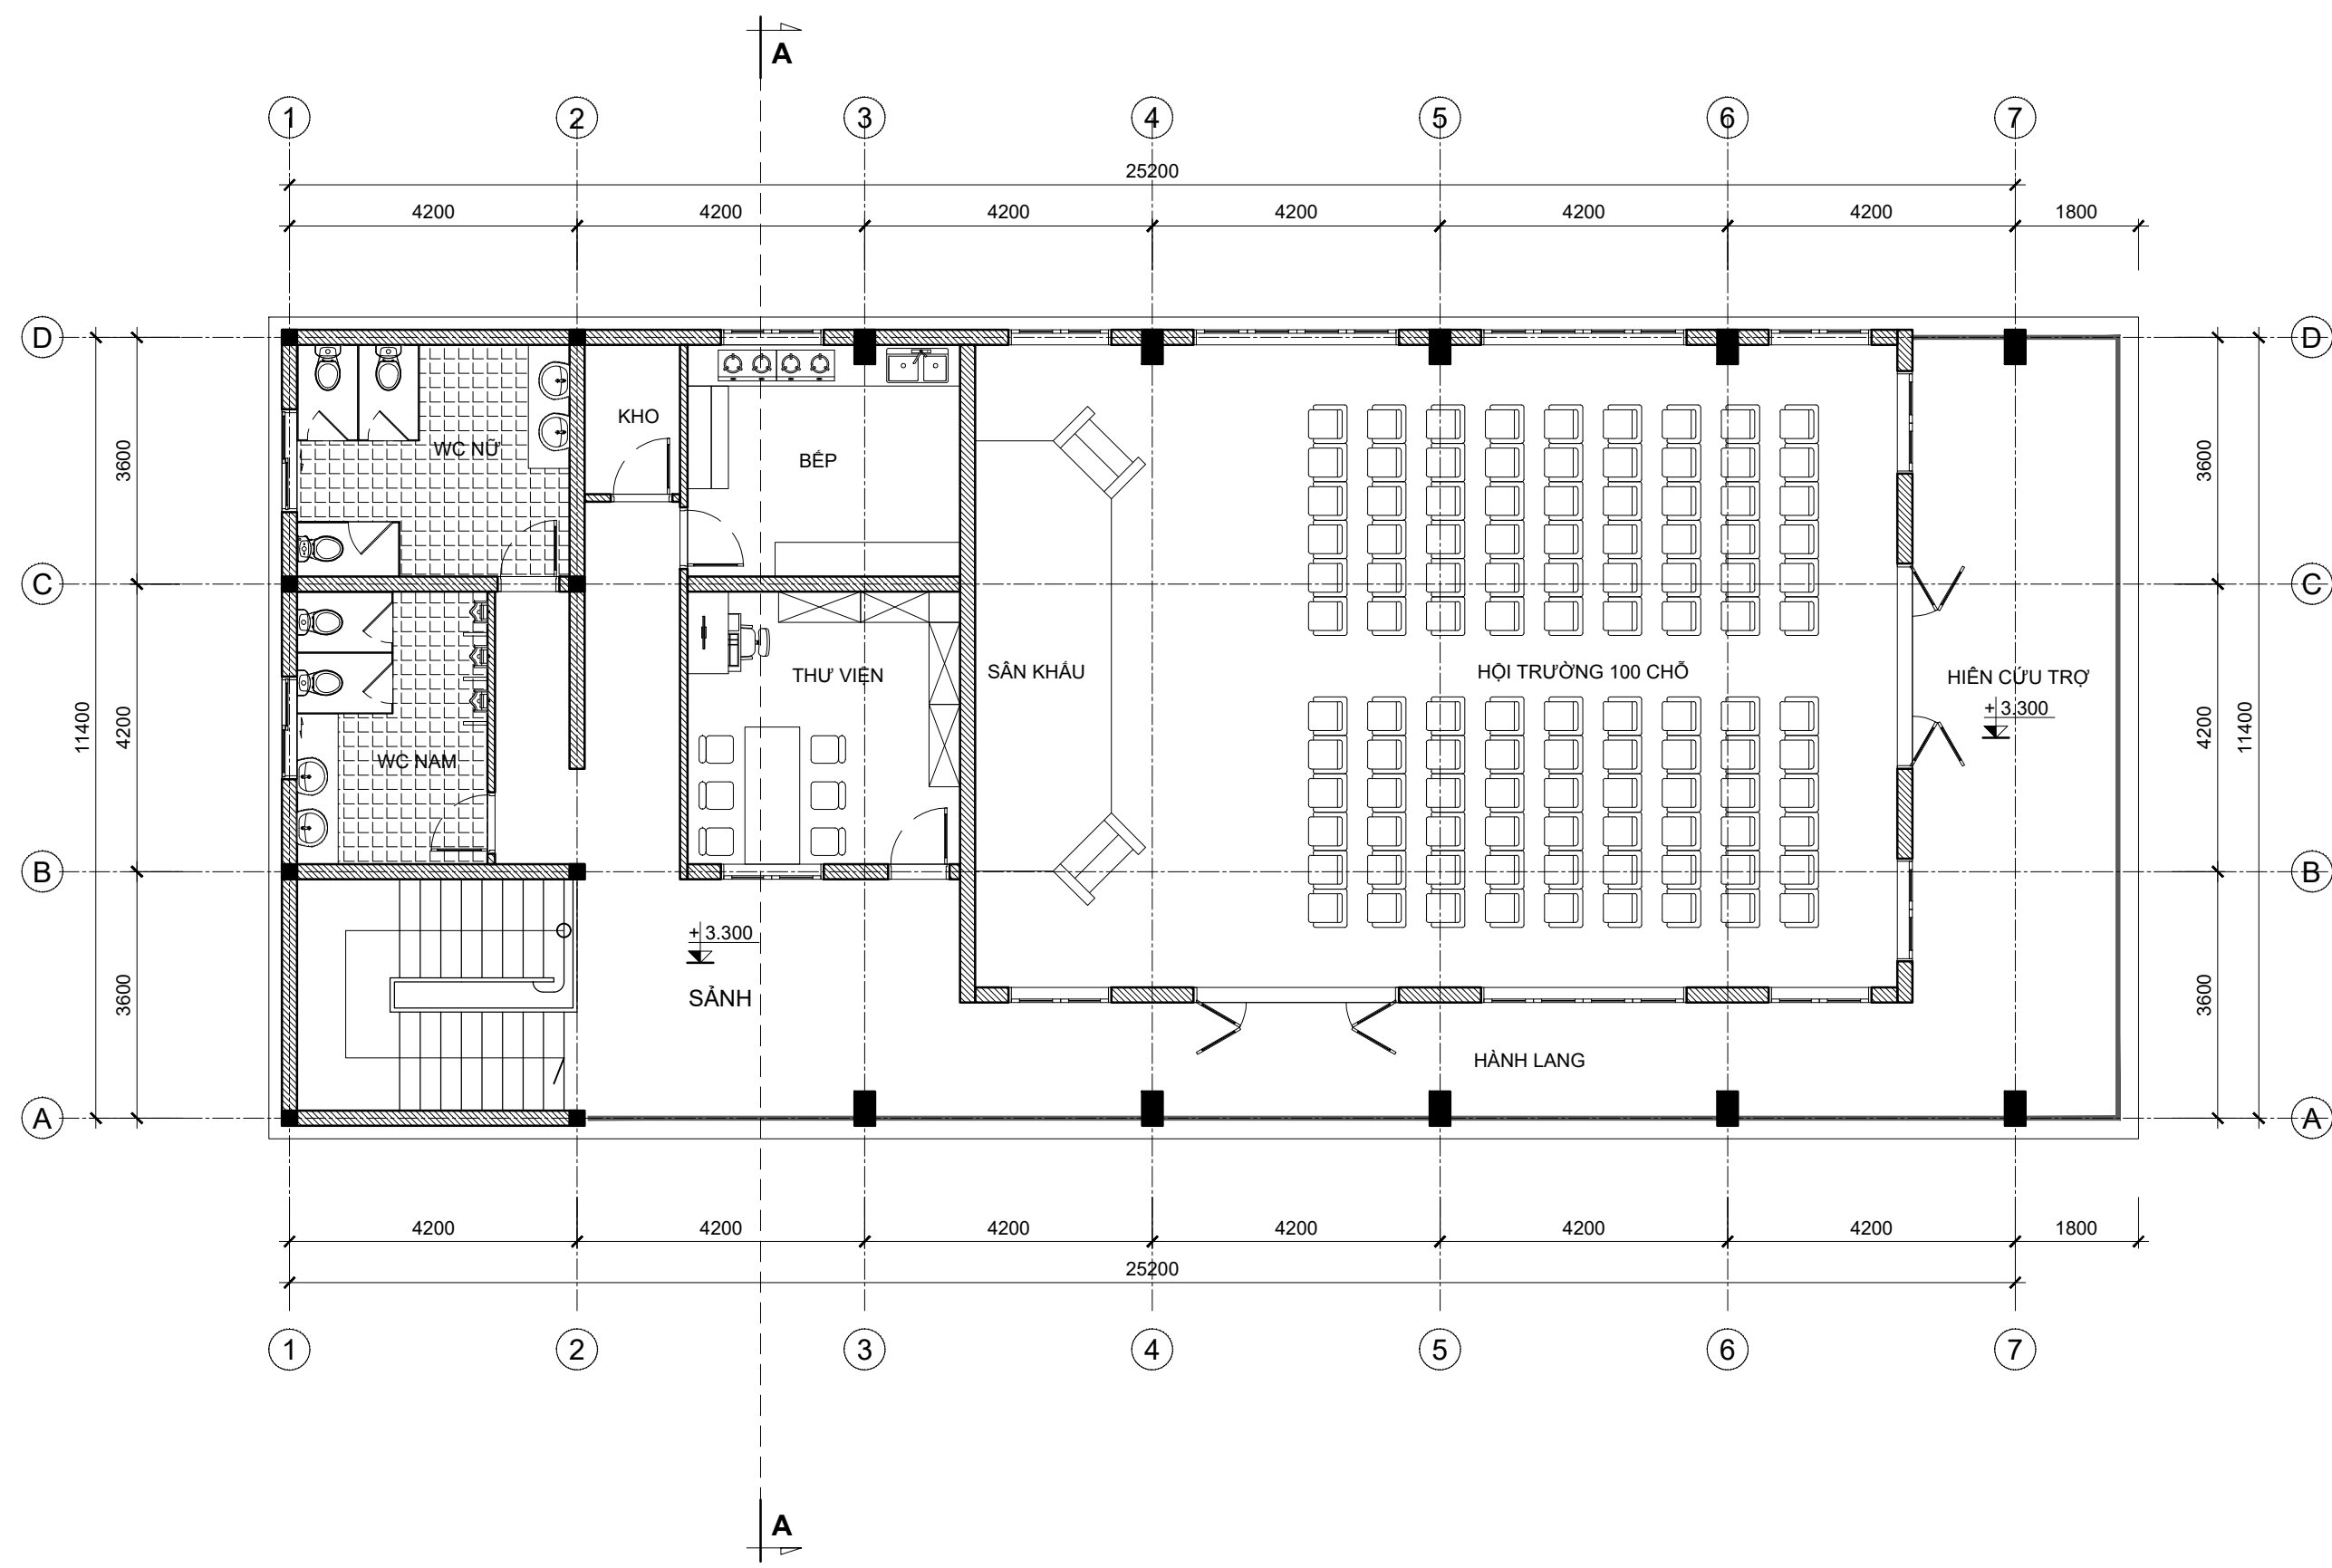 A
1 2 3 4 5 6 7
25200
4200 4200 4200 4200 4200 4200 1800
D D
KHO
3600 WC NỮ BẾP 3600
C C
11400 4200 THƯ VIỆN SÂN KHẤU HỘI TRƯỜNG 100 CHỖ HIÊN CỨU TRỢ 4200 11400
+ 3.300
WC NAM
B B
+ 3.300
3600 SẢNH 3600
HÀNH LANG
A A
4200 4200 4200 4200 4200 4200 1800
25200
1 2 3 4 5 6 7
A